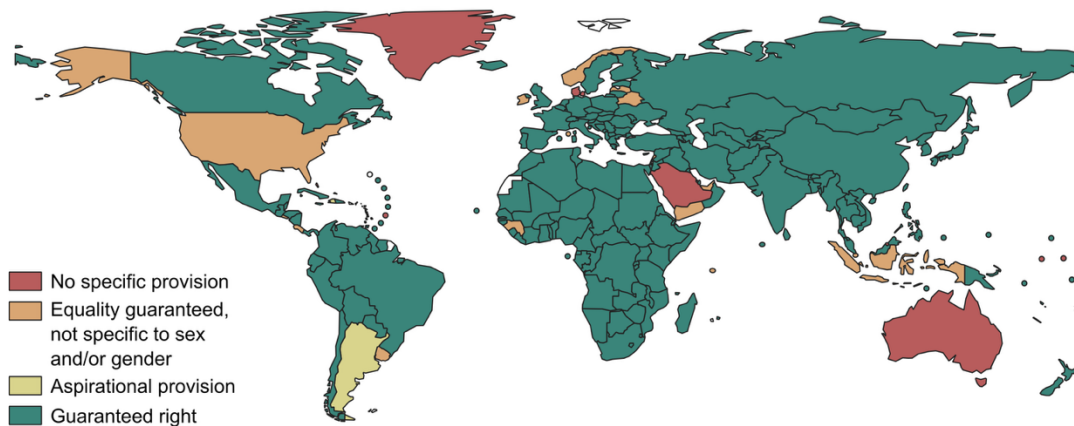 No specific provision
Equality guaranteed,
not specific to sex
and/or gender
Aspirational provision
Guaranteed right